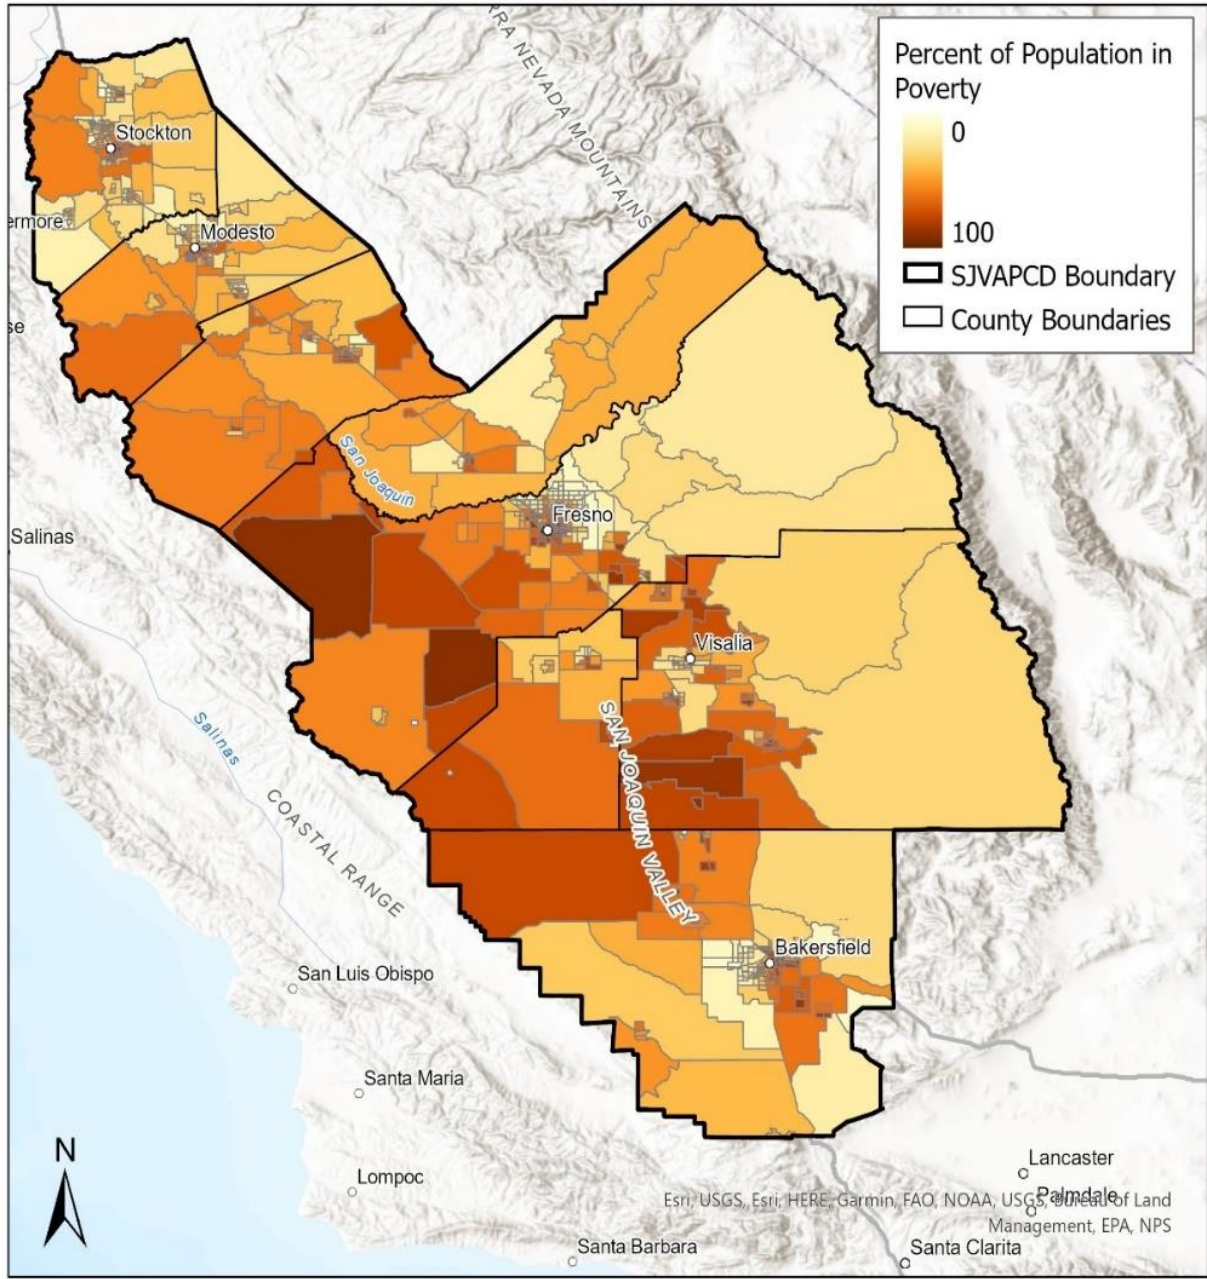 Percent of Population in
Poverty
0
100
SJVAPCD Boundary
County Boundaries
RRA NEVADA MOUNTAINS
Stockton
ermore
Modesto
se
San Joaquin
Fresno
Salinas
Visalia
Salinas
SAN JOAQUIN VALLEY
COASTAL RANGE
Bakersfield
San Luis Obispo
Santa Maria
N
Lompoc
Lancaster
Palmdale
Esri, USGS, Esri, HERE, Garmin, FAO, NOAA, USGS, Bureau of Land
Management, EPA, NPS
Santa Barbara
Santa Clarita